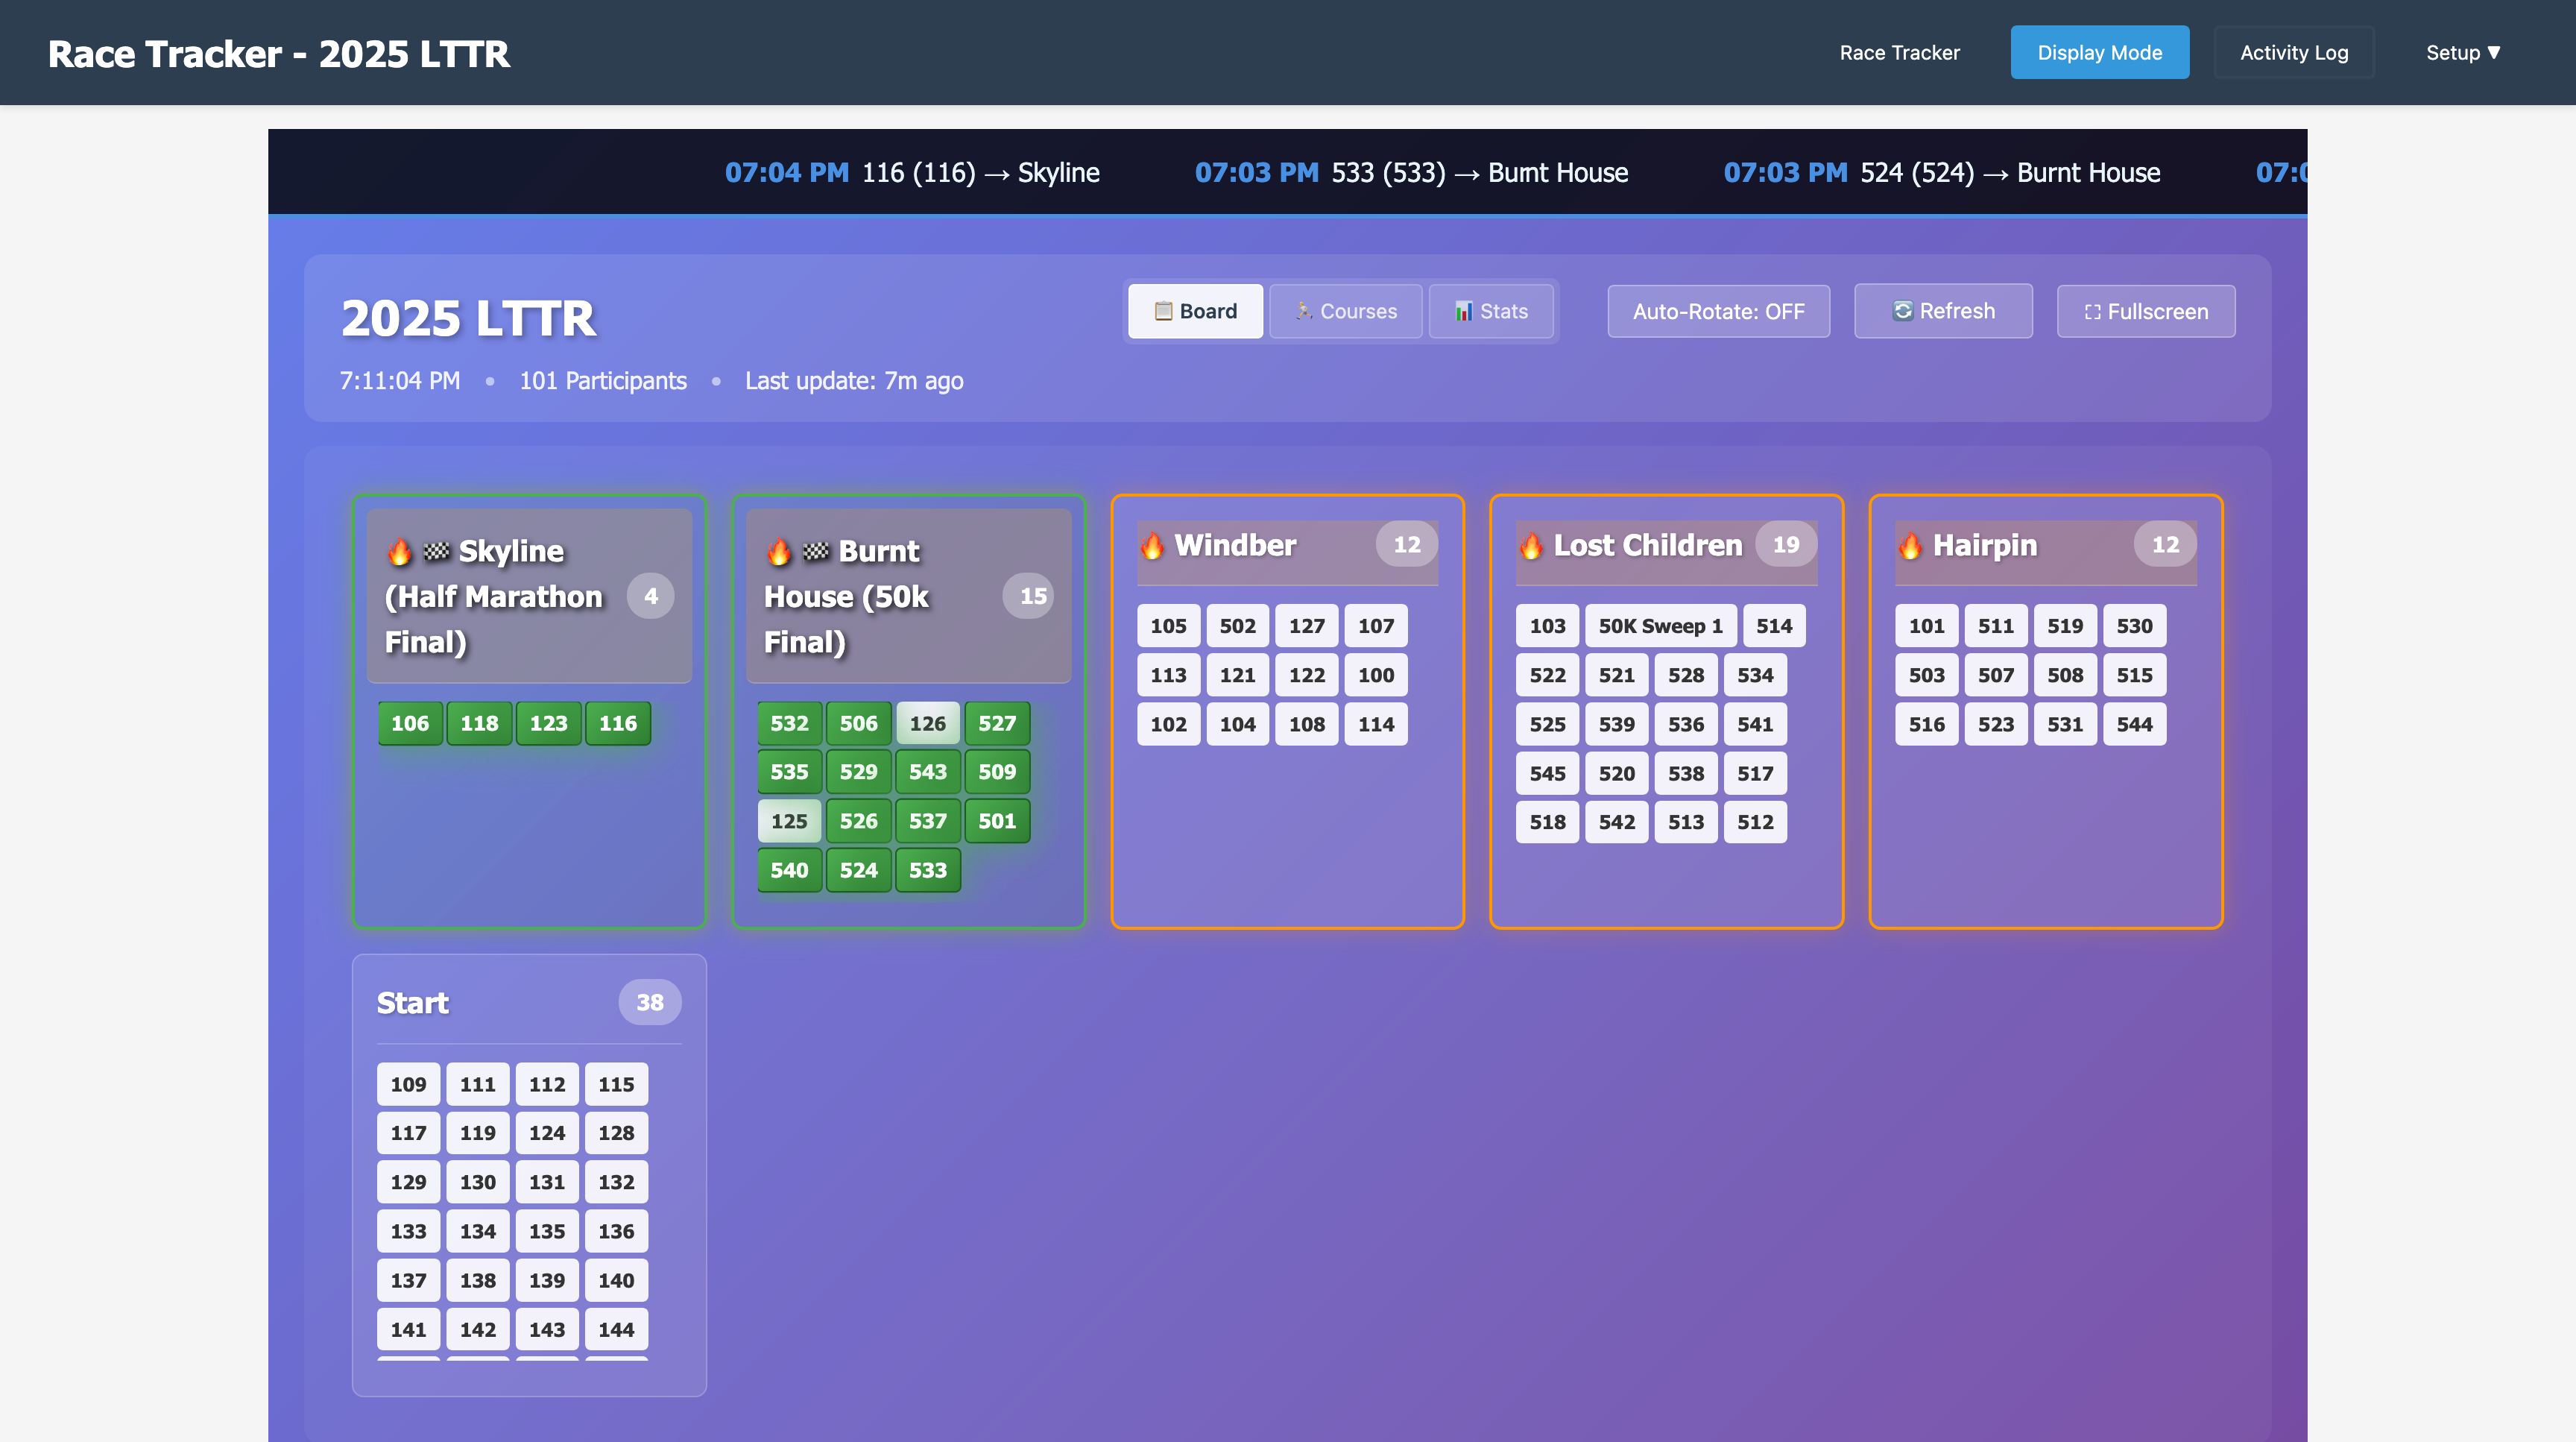 Race Tracker - 2025 LTTR
Race Tracker
Display Mode
Activity Log
Setup ▼
07:04 PM 116 (116) → Skyline
07:03 PM 533 (533) → Burnt House
07:03 PM 524 (524) → Burnt House
2025 LTTR
Board
Courses
Stats
Auto-Rotate: OFF
Refresh
Fullscreen
7:11:04 PM • 101 Participants • Last update: 7m ago
Skyline
(Half Marathon
Final)
4
106 118 123 116
Burnt
House (50k
Final)
15
532 506 126 527
535 529 543 509
125 526 537 501
540 524 533
Windber 12
105 502 127 107
113 121 122 100
102 104 108 114
Lost Children 19
103 50K Sweep 1 514
522 521 528 534
525 539 536 541
545 520 538 517
518 542 513 512
Hairpin 12
101 511 519 530
503 507 508 515
516 523 531 544
Start 38
109 111 112 115
117 119 124 128
129 130 131 132
133 134 135 136
137 138 139 140
141 142 143 144